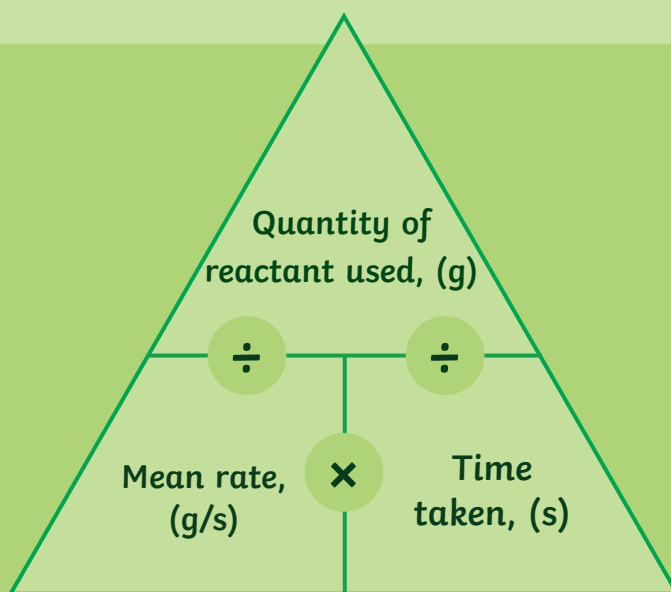 Quantity of
reactant used, (g)
÷ ÷
×
Mean rate,
(g/s)
Time
taken, (s)